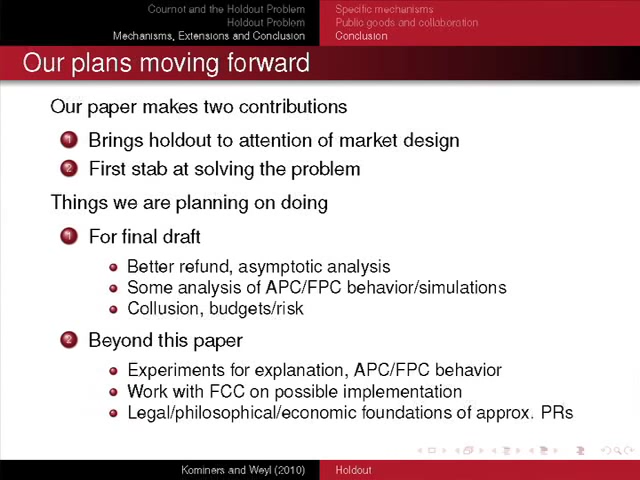 Cournot and the Holdout Problem
Holdout Problem
Mechanisms, Extensions and Conclusion
Specific mechanisms
Public goods and collaboration
Conclusion
Our plans moving forward
Our paper makes two contributions
1 Brings holdout to attention of market design
2 First stab at solving the problem
Things we are planning on doing
1 For final draft
Better refund, asymptotic analysis
Some analysis of APC/FPC behavior/simulations
Collusion, budgets/risk
2 Beyond this paper
Experiments for explanation, APC/FPC behavior
Work with FCC on possible implementation
Legal/philosophical/economic foundations of approx. PRs
Kominers and Weyl (2010)
Holdout